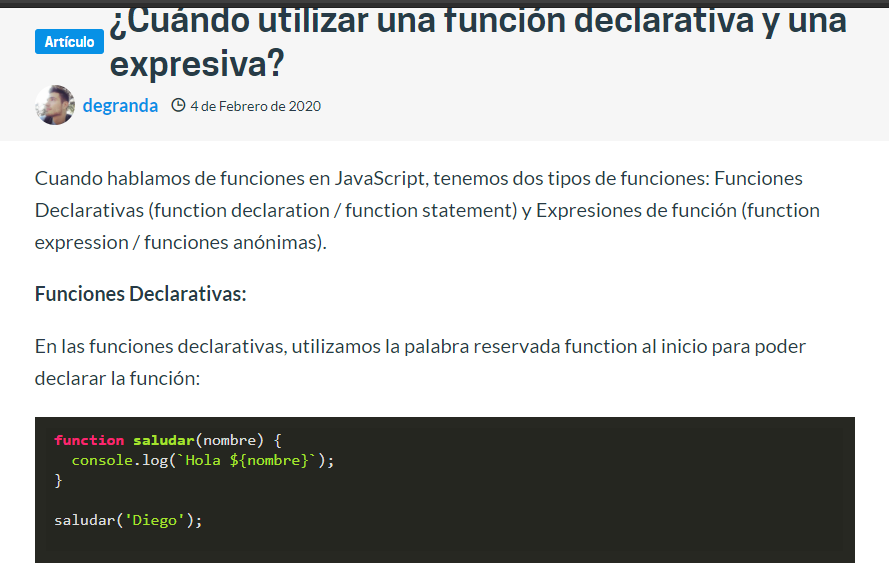 ¿Cuándo utilizar una función declarativa y una
Artículo
expresiva?
degranda
4 de Febrero de 2020
Cuando hablamos de funciones en JavaScript, tenemos dos tipos de funciones: Funciones
Declarativas (function declaration / function statement) y Expresiones de función (function
expression / funciones anónimas).
Funciones Declarativas:
En las funciones declarativas, utilizamos la palabra reservada function al inicio para poder
declarar la función:
function saludar(nombre) {
  console.log(`Hola ${nombre}`);
}
saludar('Diego');